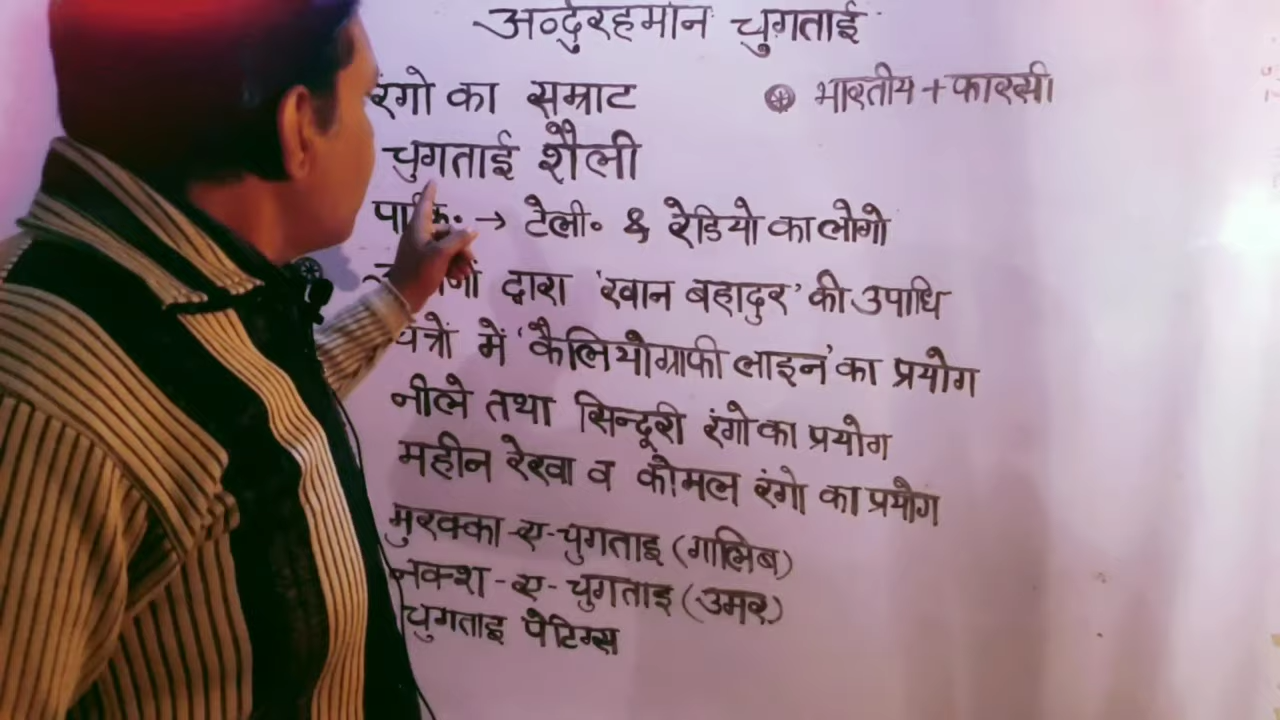 अब्दुरहमान चुगताई
रंगो का सम्राट
भारतीय + फारसी
चुगताई शैली
पाकि॰ → टेली॰ & रेडियो का लोगो
द्वारा 'खान बहादुर' की उपाधि
में 'कैलियोग्राफी लाइन' का प्रयोग
नीले तथा सिन्दूरी रंगो का प्रयोग
महीन रेखा व कोमल रंगो का प्रयोग
मुरक्का-ए-चुगताइ (गालिब)
नक्श-ए-चुगताइ (उमर)
चुगताइ पेंटिग्स